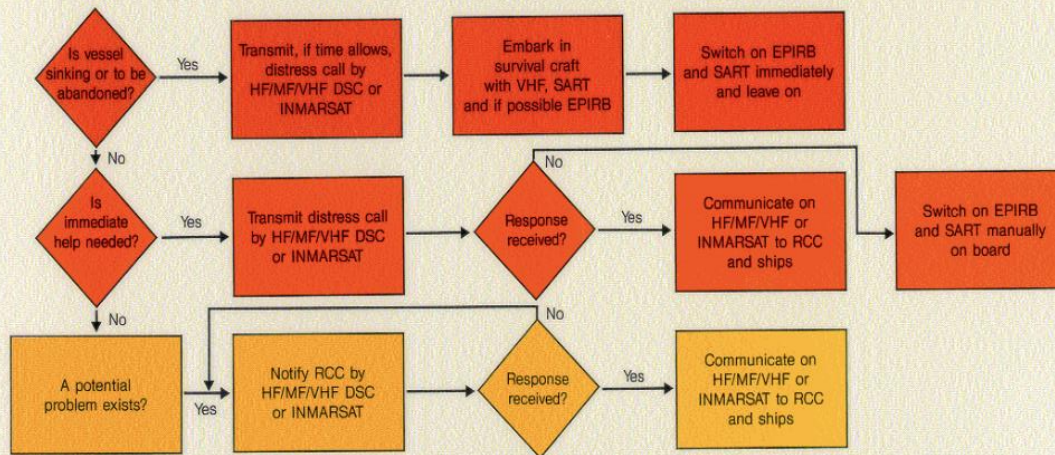 Is vessel
sinking or to be
abandoned?
Yes
Transmit, if time allows,
distress call by
HF/MF/VHF DSC or
INMARSAT
Embark in
survival craft
with VHF, SART
and if possible EPIRB
Switch on EPIRB
and SART immediately
and leave on
No
Is
immediate
help needed?
Yes
Transmit distress call
by HF/MF/VHF DSC
or INMARSAT
Response
received?
No
Yes
Communicate on
HF/MF/VHF or
INMARSAT to RCC
and ships
Switch on EPIRB
and SART manually
on board
No
A potential
problem exists?
Yes
Notify RCC by
HF/MF/VHF DSC
or INMARSAT
Response
received?
No
Yes
Communicate on
HF/MF/VHF or
INMARSAT to RCC
and ships